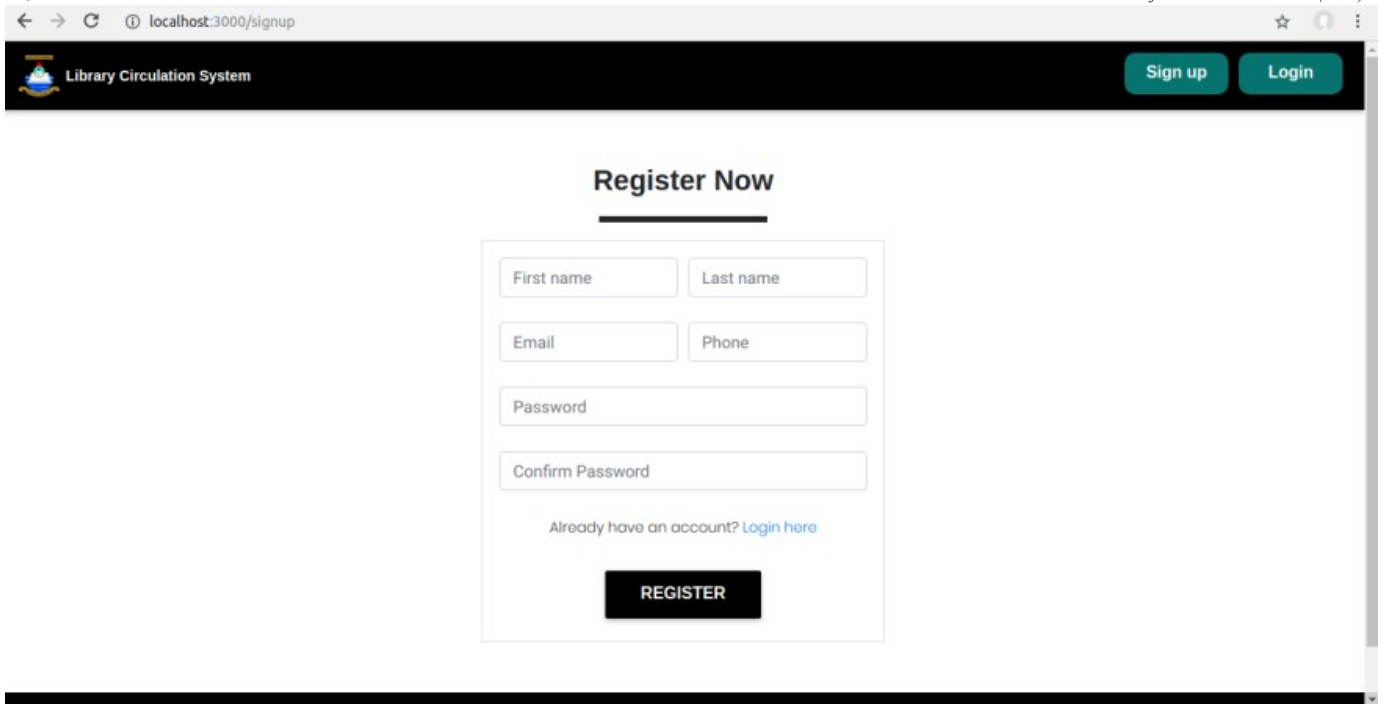 localhost:3000/signup
Library Circulation System
Sign up Login
Register Now
First name Last name
Email Phone
Password
Confirm Password
Already have an account? Login here
REGISTER